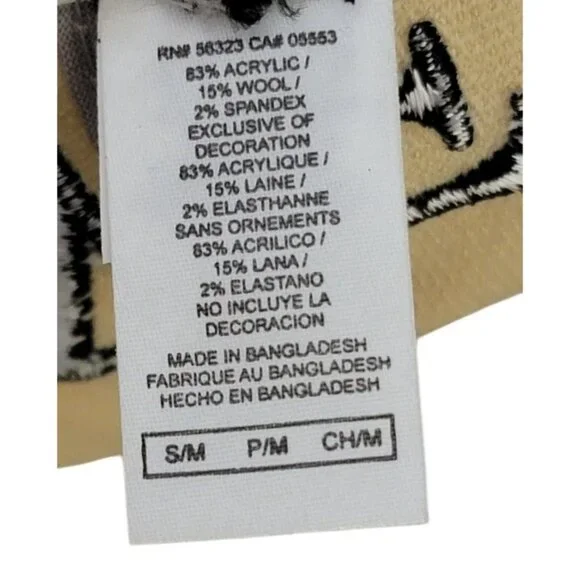 RN# 56323 CA# 05553
83% ACRYLIC /
15% WOOL /
2% SPANDEX
EXCLUSIVE OF
DECORATION
83% ACRYLIQUE /
15% LAINE /
2% ELASTHANNE
SANS ORNEMENTS
83% ACRILICO /
15% LANA /
2% ELASTANO
NO INCLUYE LA
DECORACION
MADE IN BANGLADESH
FABRIQUE AU BANGLADESH
HECHO EN BANGLADESH
S/M P/M CH/M